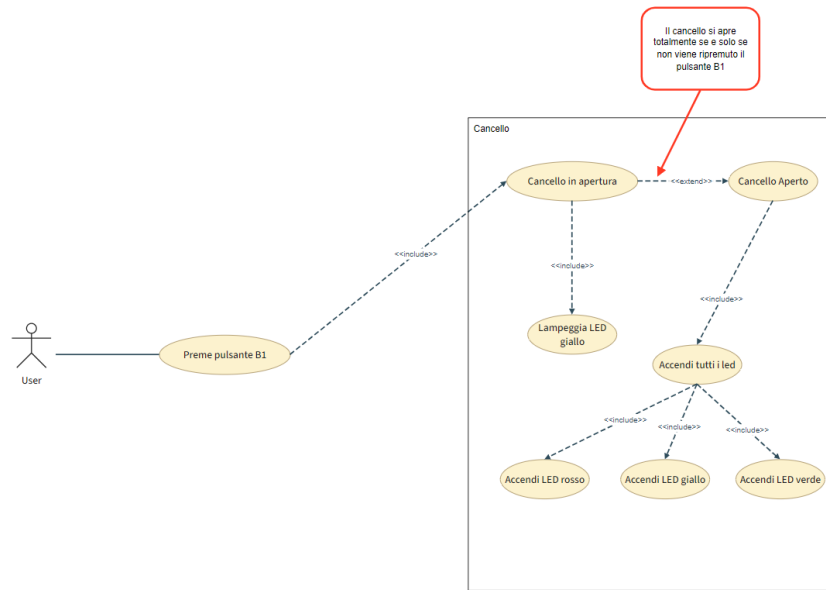 Il cancello si apre
totalmente se e solo se
non viene ripremuto il
pulsante B1
Cancello
Cancello in apertura
<<extend>>
Cancello Aperto
<<include>>
<<include>>
<<include>>
Lampeggia LED
giallo
User
Preme pulsante B1
Accendi tutti i led
<<include>>
<<include>>
<<include>>
Accendi LED rosso
Accendi LED giallo
Accendi LED verde